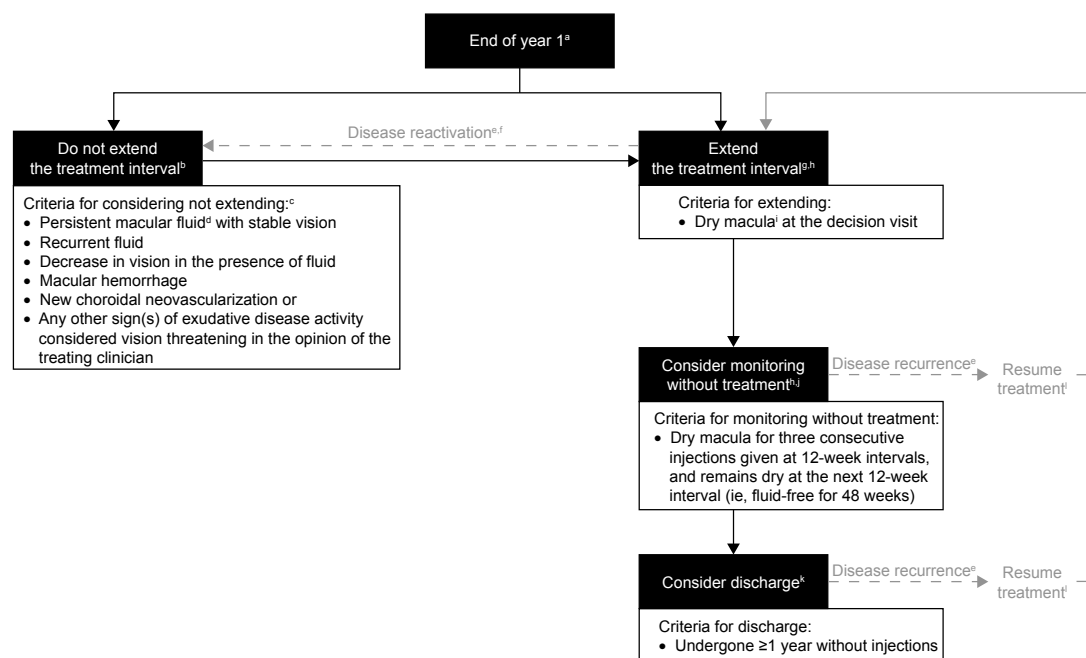 End of year 1ᵃ
Disease reactivationᵉ,ᶠ
Do not extend
the treatment intervalᵇ
Extend
the treatment intervalᵍ,ʰ
Criteria for considering not extending:ᶜ
• Persistent macular fluidᵈ with stable vision
• Recurrent fluid
• Decrease in vision in the presence of fluid
• Macular hemorrhage
• New choroidal neovascularization or
• Any other sign(s) of exudative disease activity
considered vision threatening in the opinion of the
treating clinician
Criteria for extending:
• Dry maculaⁱ at the decision visit
Consider monitoring
without treatmentʰ,ʲ
Disease recurrenceᵉ
Resume
treatmentˡ
Criteria for monitoring without treatment:
• Dry macula for three consecutive
injections given at 12-week intervals,
and remains dry at the next 12-week
interval (ie, fluid-free for 48 weeks)
Consider dischargeᵏ
Disease recurrenceᵉ
Resume
treatmentˡ
Criteria for discharge:
• Undergone ≥1 year without injections